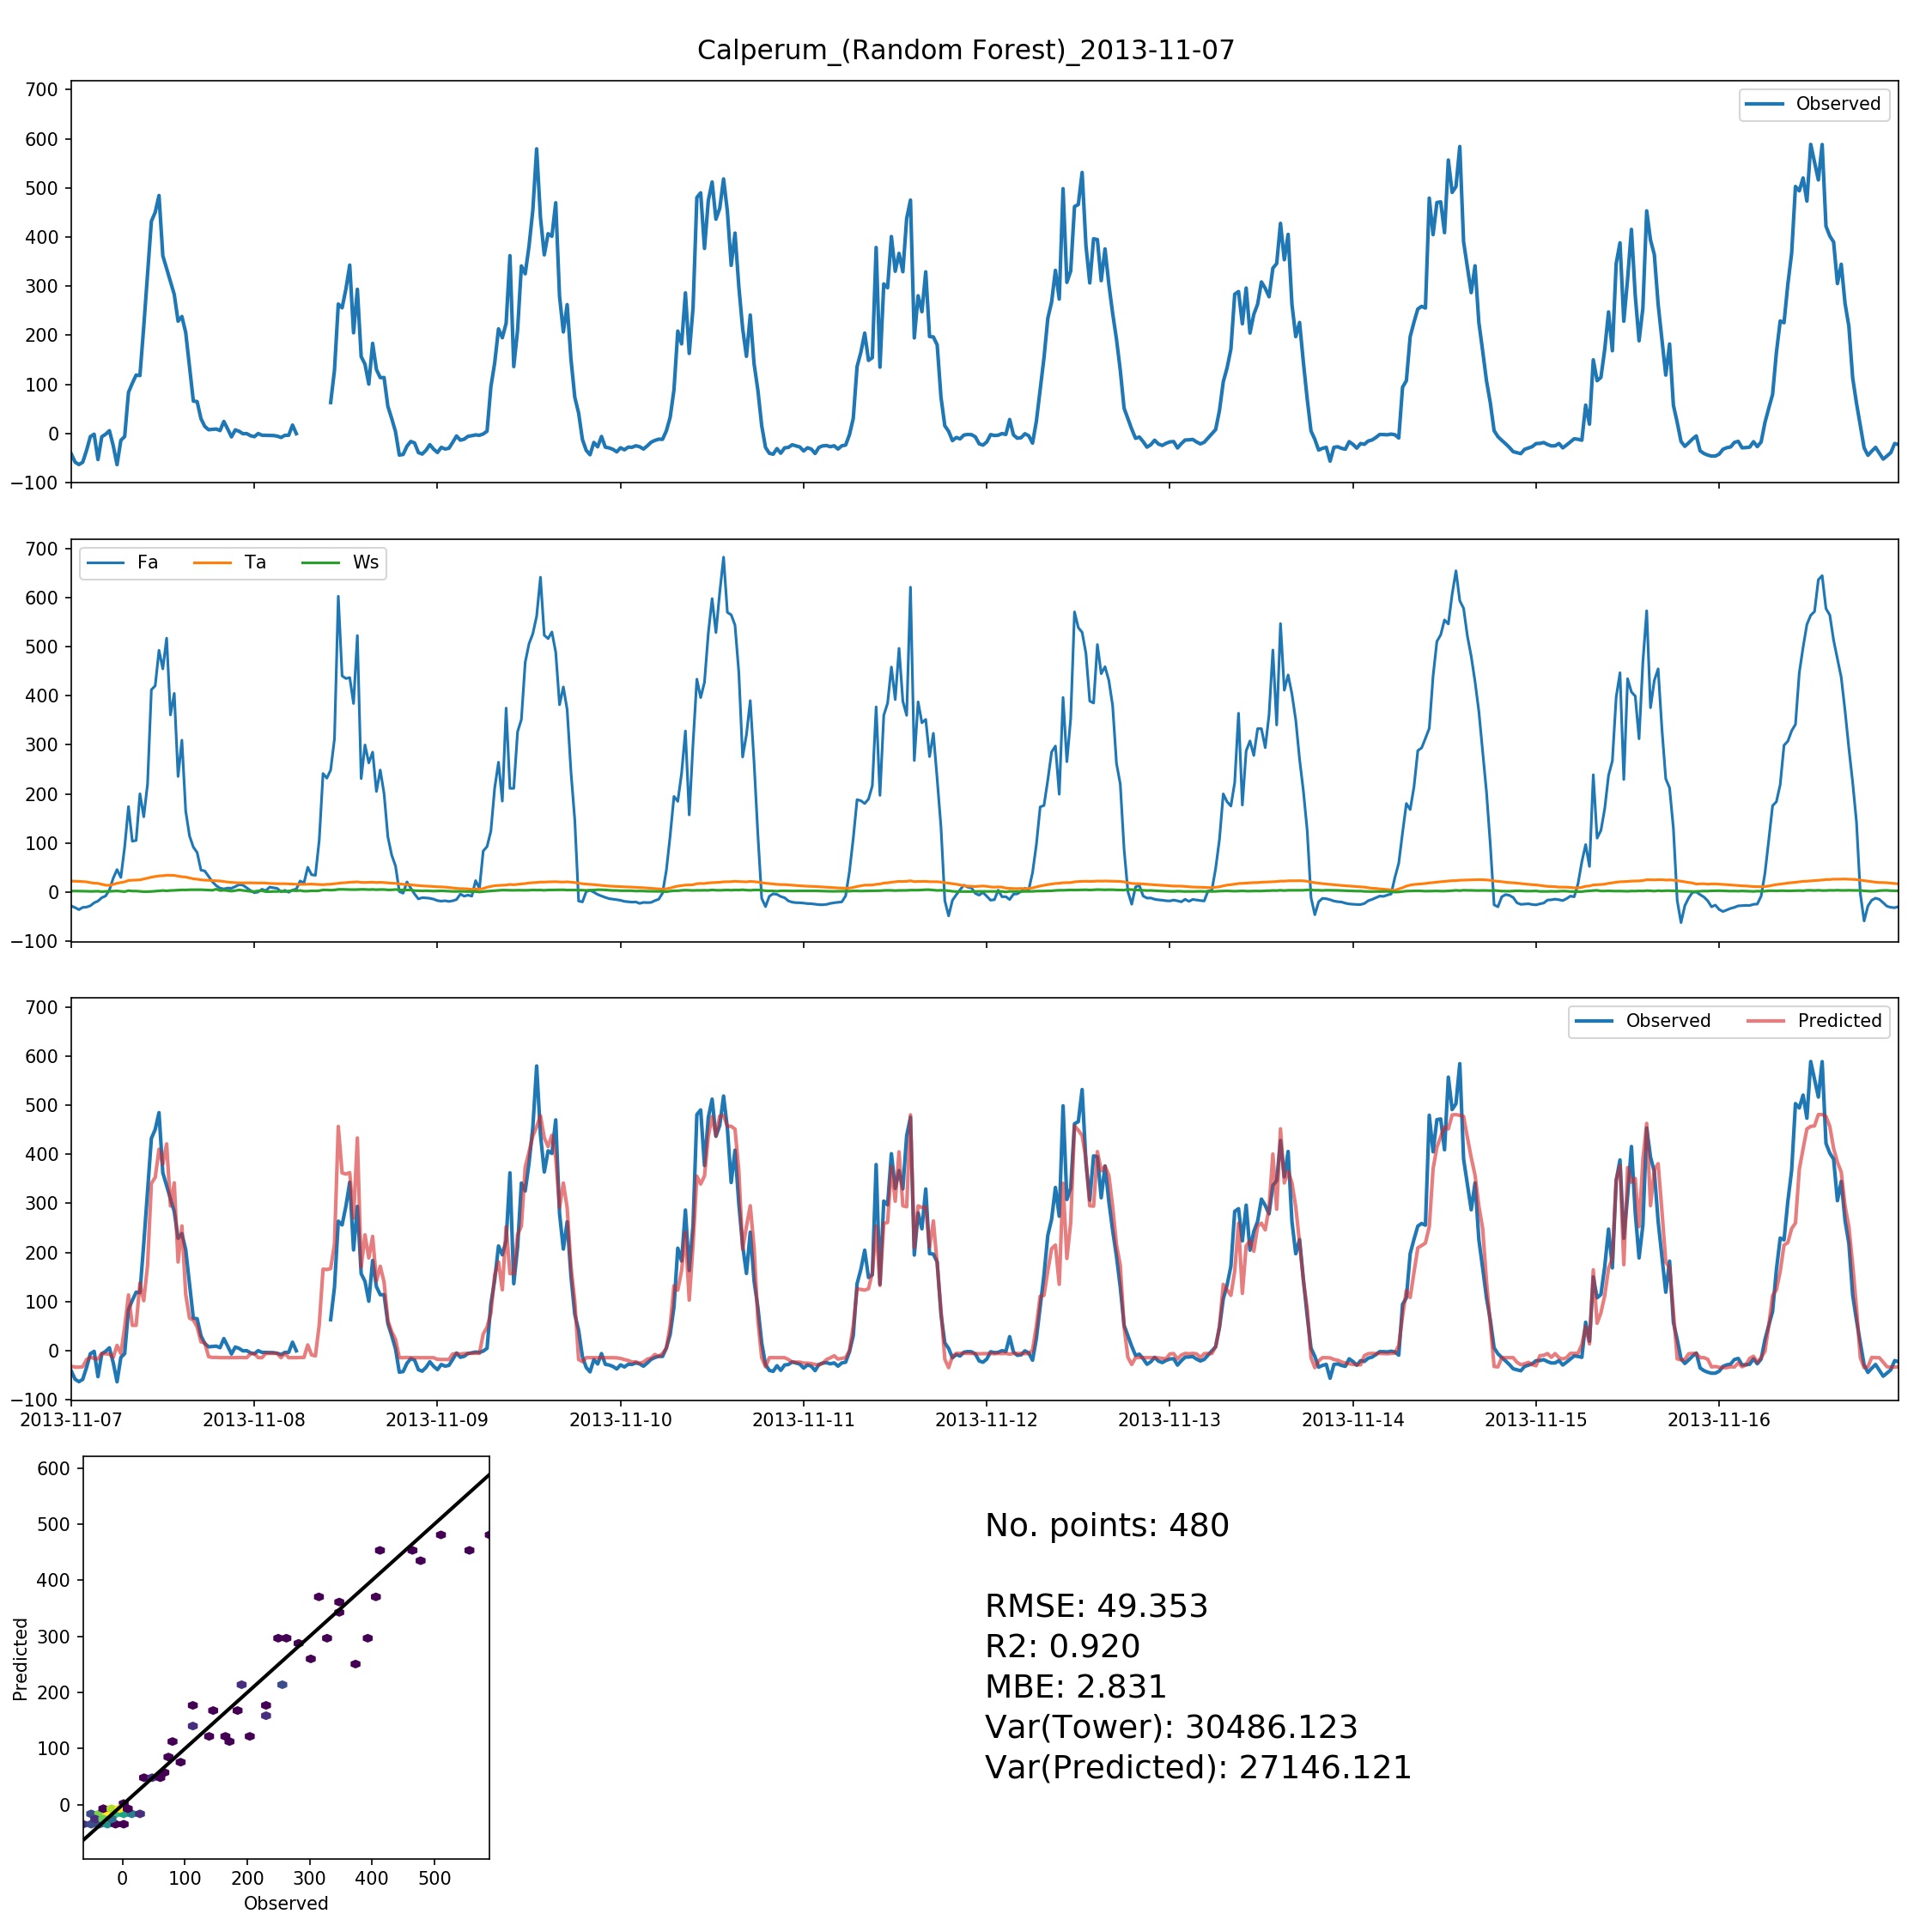 Calperum_(Random Forest)_2013-11-07
700
600
500
400
300
200
100
0
−100
Observed
700
600
500
400
300
200
100
0
−100
Fa Ta Ws
700
600
500
400
300
200
100
0
−100
Observed Predicted
2013-11-07 2013-11-08 2013-11-09 2013-11-10 2013-11-11 2013-11-12 2013-11-13 2013-11-14 2013-11-15 2013-11-16
600
500
400
300
200
100
0
Predicted
0 100 200 300 400 500
Observed
No. points: 480
RMSE: 49.353
R2: 0.920
MBE: 2.831
Var(Tower): 30486.123
Var(Predicted): 27146.121